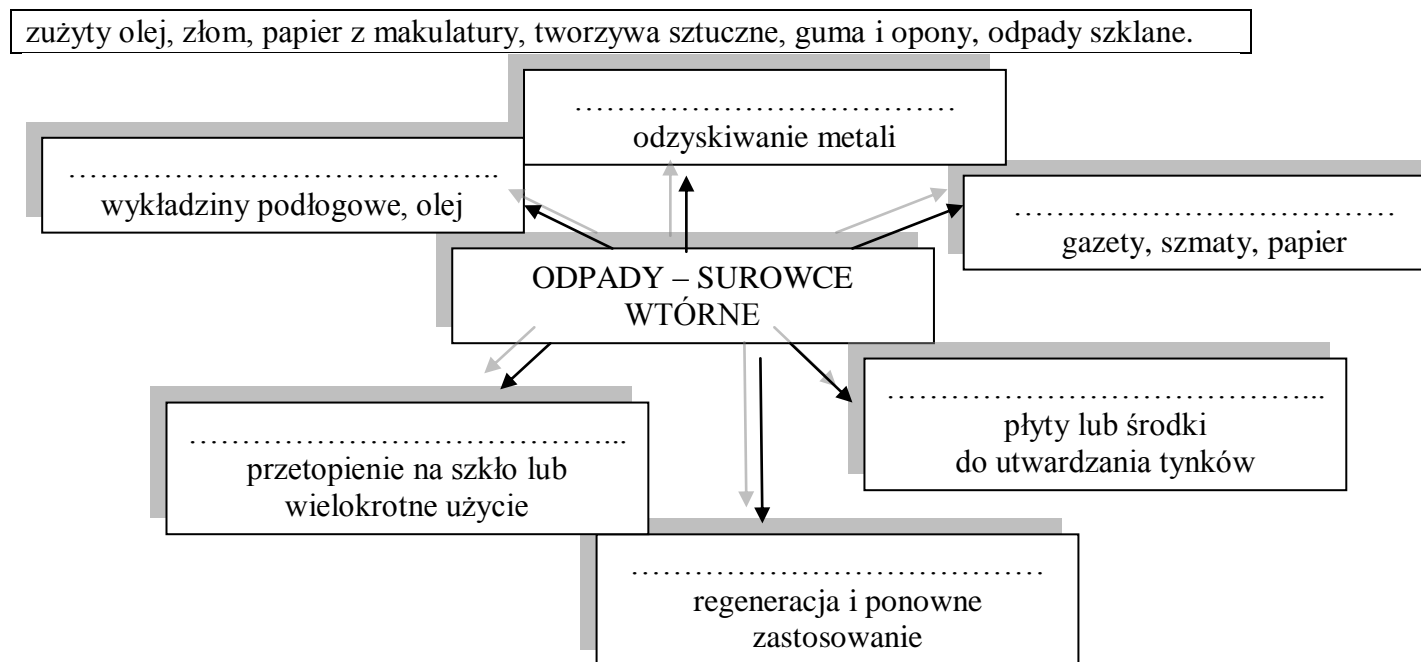 zużyty olej, złom, papier z makulatury, tworzywa sztuczne, guma i opony, odpady szklane.
………………………………
odzyskiwanie metali
…………………………………..
wykładziny podłogowe, olej
………………………………
gazety, szmaty, papier
ODPADY – SUROWCE
WTÓRNE
…………………………………...
płyty lub środki
do utwardzania tynków
…………………………………...
przetopienie na szkło lub
wielokrotne użycie
…………………………………
regeneracja i ponowne
zastosowanie